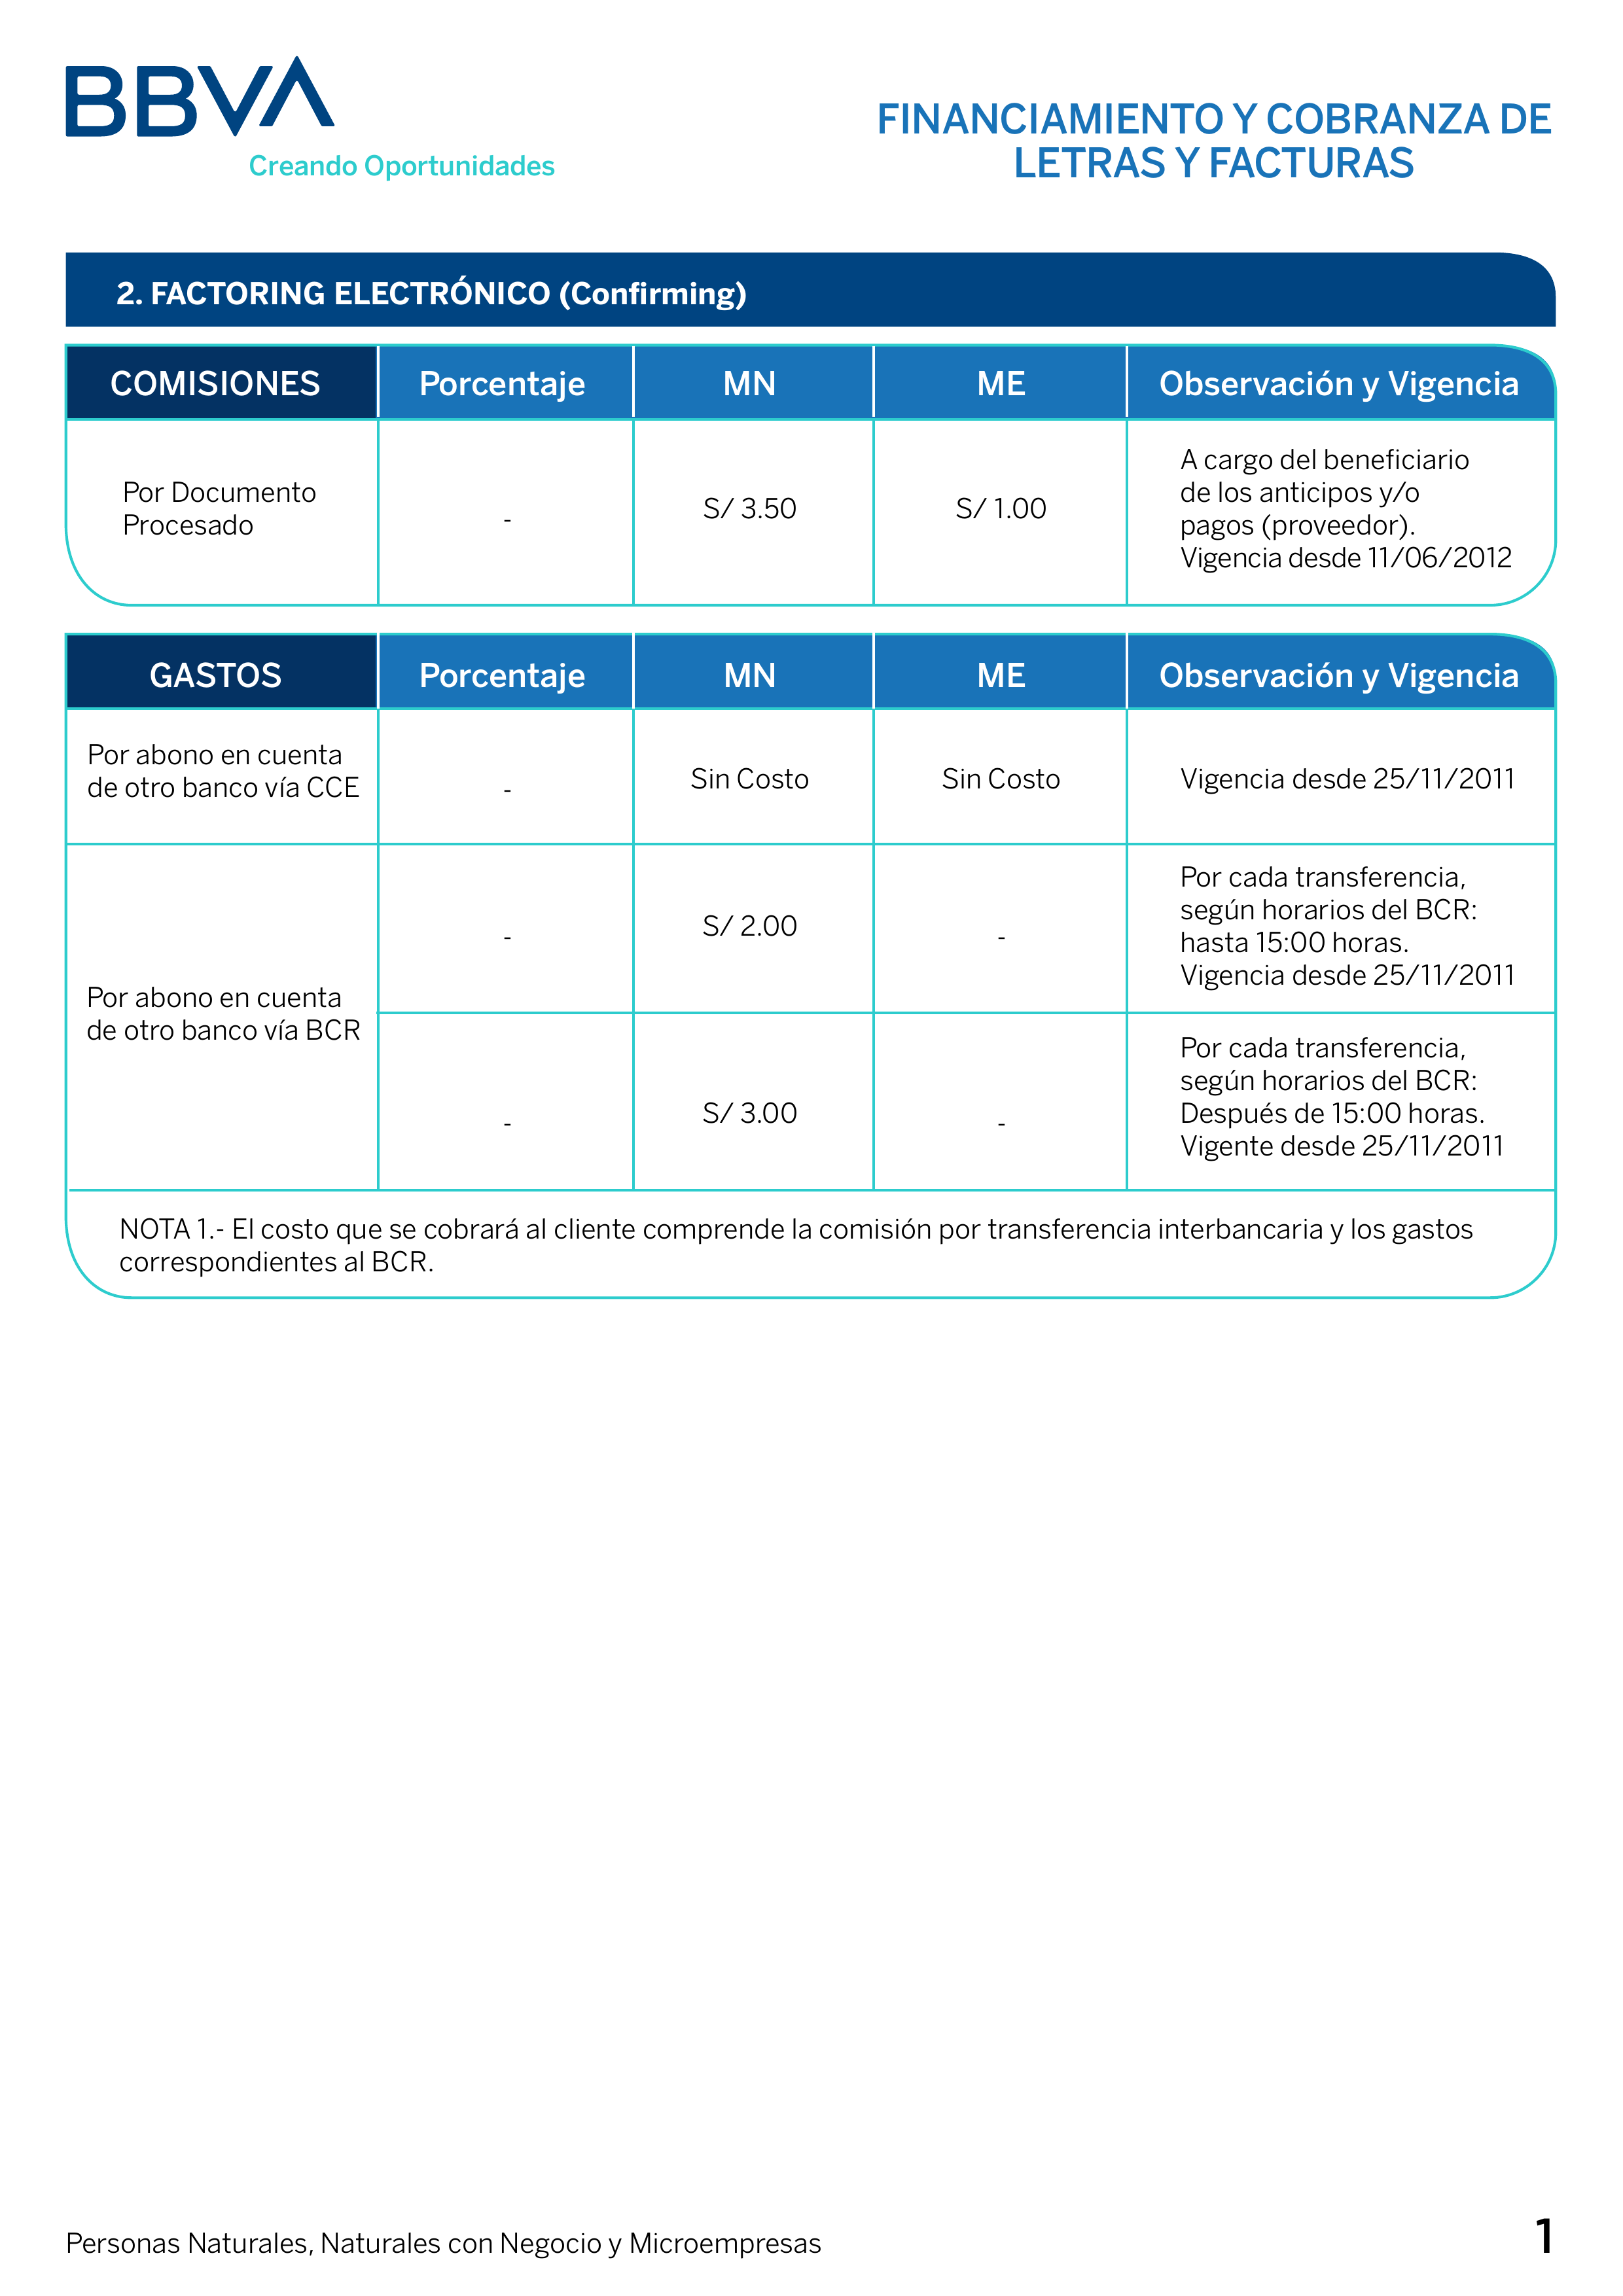 BBVA
Creando Oportunidades
FINANCIAMIENTO Y COBRANZA DE
LETRAS Y FACTURAS
2. FACTORING ELECTRÓNICO (Confirming)
COMISIONES Porcentaje MN ME Observación y Vigencia
Por Documento
Procesado
-
S/ 3.50
S/ 1.00
A cargo del beneficiario
de los anticipos y/o
pagos (proveedor).
Vigencia desde 11/06/2012
GASTOS Porcentaje MN ME Observación y Vigencia
Por abono en cuenta
de otro banco vía CCE
-
Sin Costo
Sin Costo
Vigencia desde 25/11/2011
Por abono en cuenta
de otro banco vía BCR
-
S/ 2.00
-
Por cada transferencia,
según horarios del BCR:
hasta 15:00 horas.
Vigencia desde 25/11/2011
-
S/ 3.00
-
Por cada transferencia,
según horarios del BCR:
Después de 15:00 horas.
Vigente desde 25/11/2011
NOTA 1.- El costo que se cobrará al cliente comprende la comisión por transferencia interbancaria y los gastos
correspondientes al BCR.
Personas Naturales, Naturales con Negocio y Microempresas
1